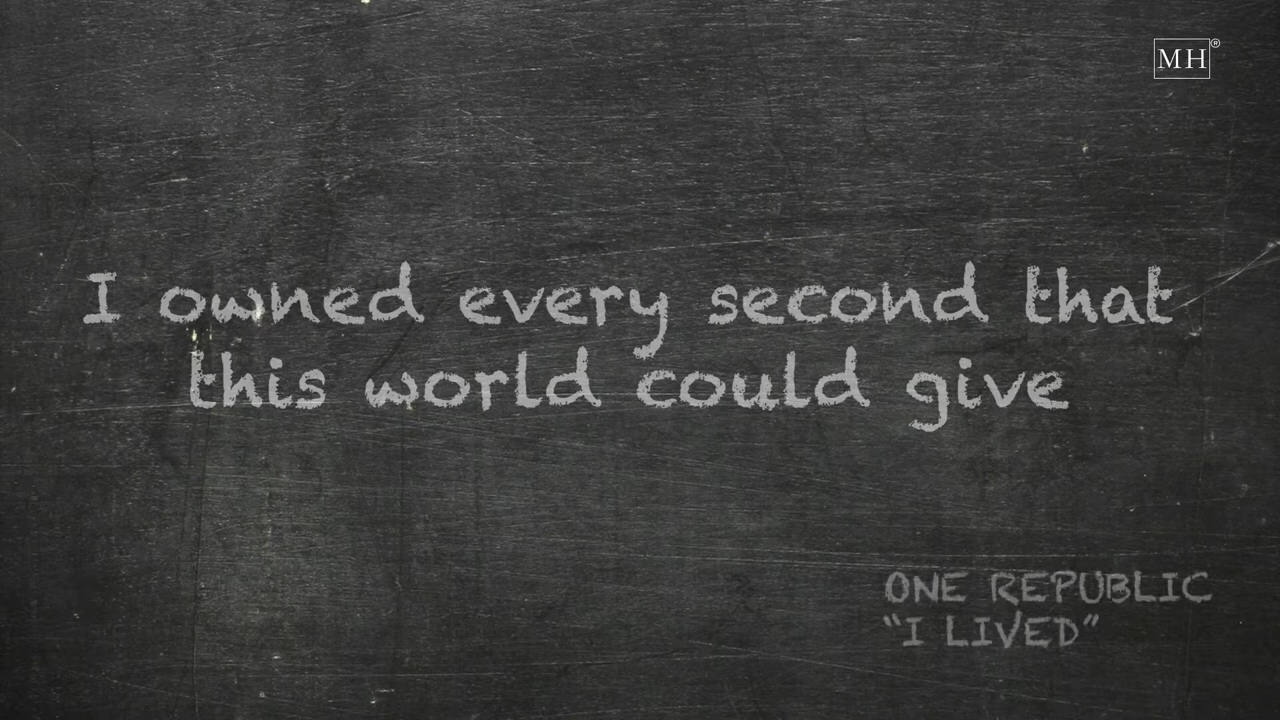 MH®
I owned every second that
this world could give
ONE REPUBLIC
“I LIVED”